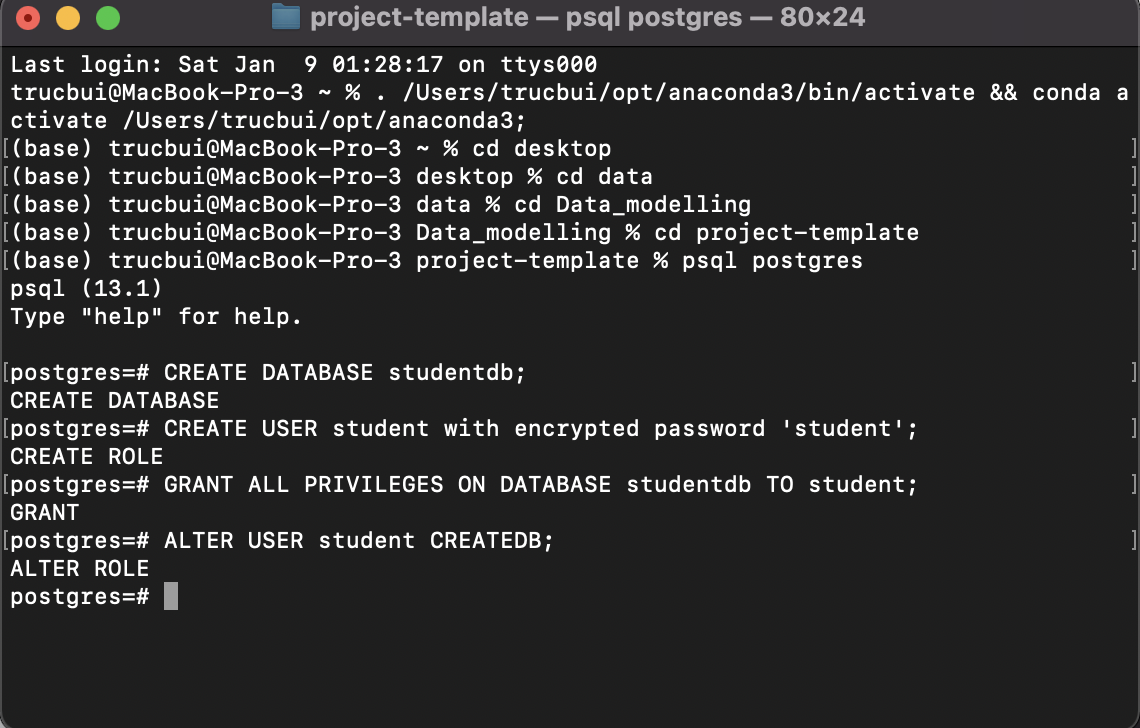 project-template — psql postgres — 80×24
Last login: Sat Jan  9 01:28:17 on ttys000
trucbui@MacBook-Pro-3 ~ % . /Users/trucbui/opt/anaconda3/bin/activate && conda a
ctivate /Users/trucbui/opt/anaconda3;
[(base) trucbui@MacBook-Pro-3 ~ % cd desktop ]
[(base) trucbui@MacBook-Pro-3 desktop % cd data ]
[(base) trucbui@MacBook-Pro-3 data % cd Data_modelling ]
[(base) trucbui@MacBook-Pro-3 Data_modelling % cd project-template ]
[(base) trucbui@MacBook-Pro-3 project-template % psql postgres ]
psql (13.1)
Type "help" for help.
[postgres=# CREATE DATABASE studentdb; ]
CREATE DATABASE
[postgres=# CREATE USER student with encrypted password 'student'; ]
CREATE ROLE
[postgres=# GRANT ALL PRIVILEGES ON DATABASE studentdb TO student; ]
GRANT
[postgres=# ALTER USER student CREATEDB; ]
ALTER ROLE
postgres=#